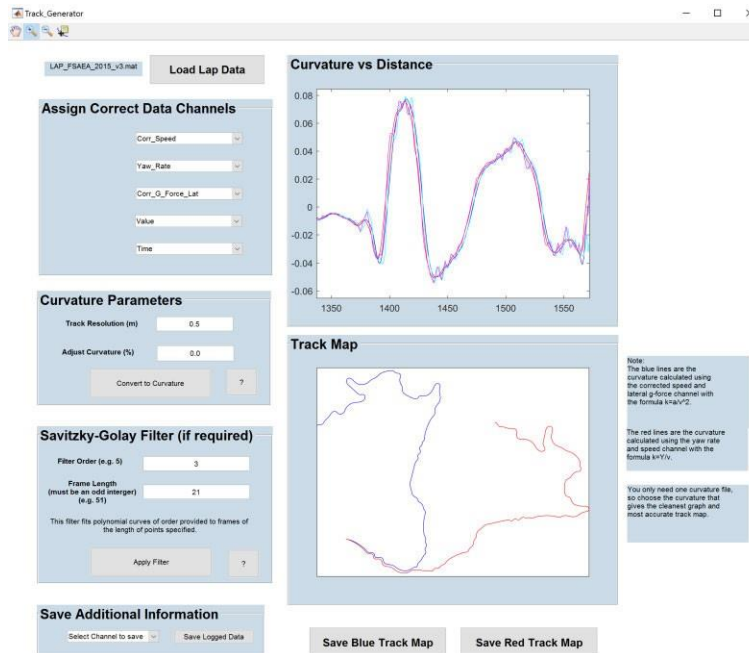 Track_Generator
LAP_FSAEA_2015_v3.mat
Load Lap Data
Assign Correct Data Channels
Corr_Speed
Yaw_Rate
Corr_G_Force_Lat
Value
Time
Curvature Parameters
Track Resolution (m)
0.5
Adjust Curvature (%)
0.0
Convert to Curvature
?
Savitzky-Golay Filter (if required)
Filter Order (e.g. 5)
3
Frame Length
(must be an odd interger)
(e.g. 51)
21
This filter fits polynomial curves of order provided to frames of
the length of points specified.
Apply Filter
?
Save Additional Information
Select Channel to save
Save Logged Data
Curvature vs Distance
0.08
0.06
0.04
0.02
0
-0.02
-0.04
-0.06
1350
1400
1450
1500
1550
Track Map
Save Blue Track Map
Save Red Track Map
Note:
The blue lines are the
curvature calculated using
the corrected speed and
lateral g-force channel with
the formula k=a/v^2.
The red lines are the curvature
calculated using the yaw rate
and speed channel with the
formula k=Y/v.
You only need one curvature file,
so choose the curvature that
gives the cleanest graph and
most accurate track map.